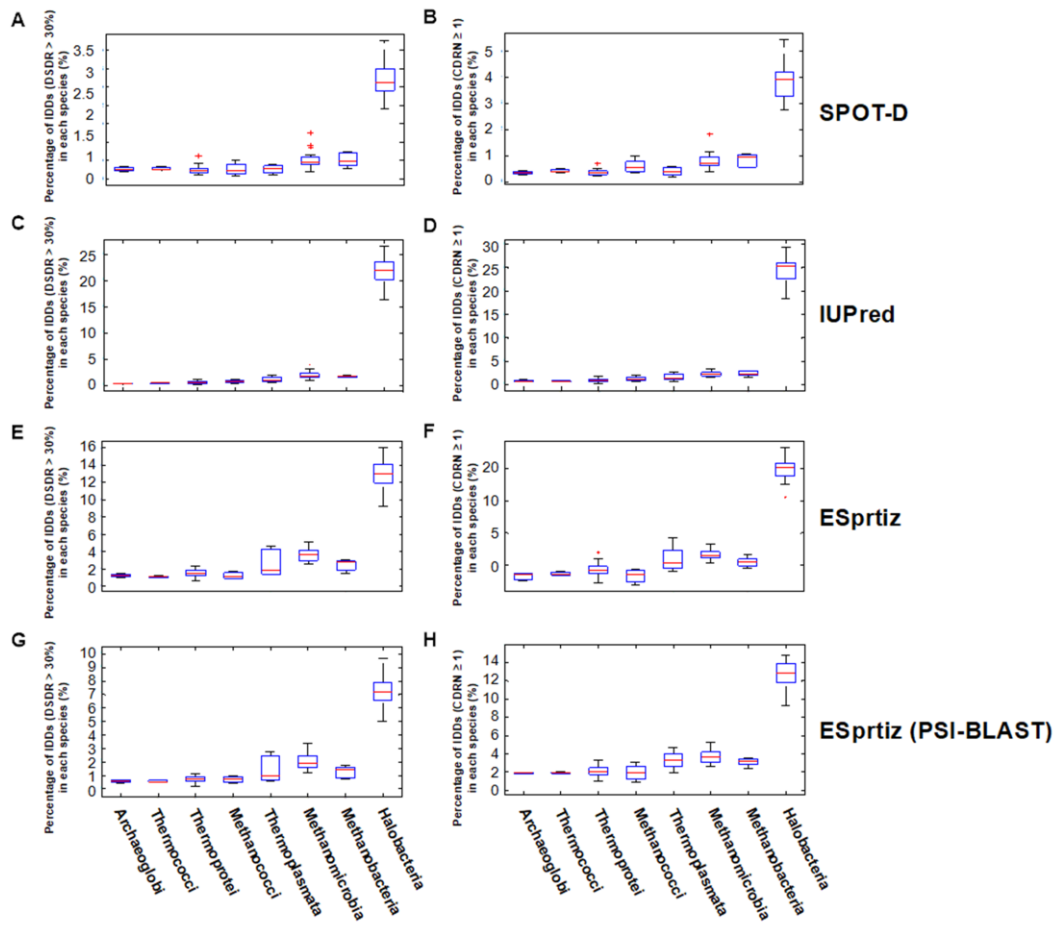 A
Percentage of IDDs (DSDR > 30%)
in each species (%)
3.5
3
2.5
1.5
1
0
B
Percentage of IDDs (CDRN ≥ 1)
in each species (%)
5
4
3
2
1
0
SPOT-D
C
Percentage of IDDs (DSDR > 30%)
in each species (%)
25
20
15
10
5
0
D
Percentage of IDDs (CDRN ≥ 1)
in each species (%)
30
25
20
15
10
5
0
IUPred
E
Percentage of IDDs (DSDR > 30%)
in each species (%)
16
14
12
10
8
6
4
2
0
F
Percentage of IDDs (CDRN ≥ 1)
in each species (%)
20
10
5
0
ESprtiz
G
Percentage of IDDs (DSDR > 30%)
in each species (%)
10
9
8
7
6
5
4
3
2
1
0
H
Percentage of IDDs (CDRN ≥ 1)
in each species (%)
14
12
10
8
6
4
2
0
ESprtiz (PSI-BLAST)
Archaeoglobi
Thermococci
Thermoprotei
Methanococci
Thermoplasmata
Methanomicrobia
Methanobacteria
Halobacteria
Archaeoglobi
Thermococci
Thermoprotei
Methanococci
Thermoplasmata
Methanomicrobia
Methanobacteria
Halobacteria